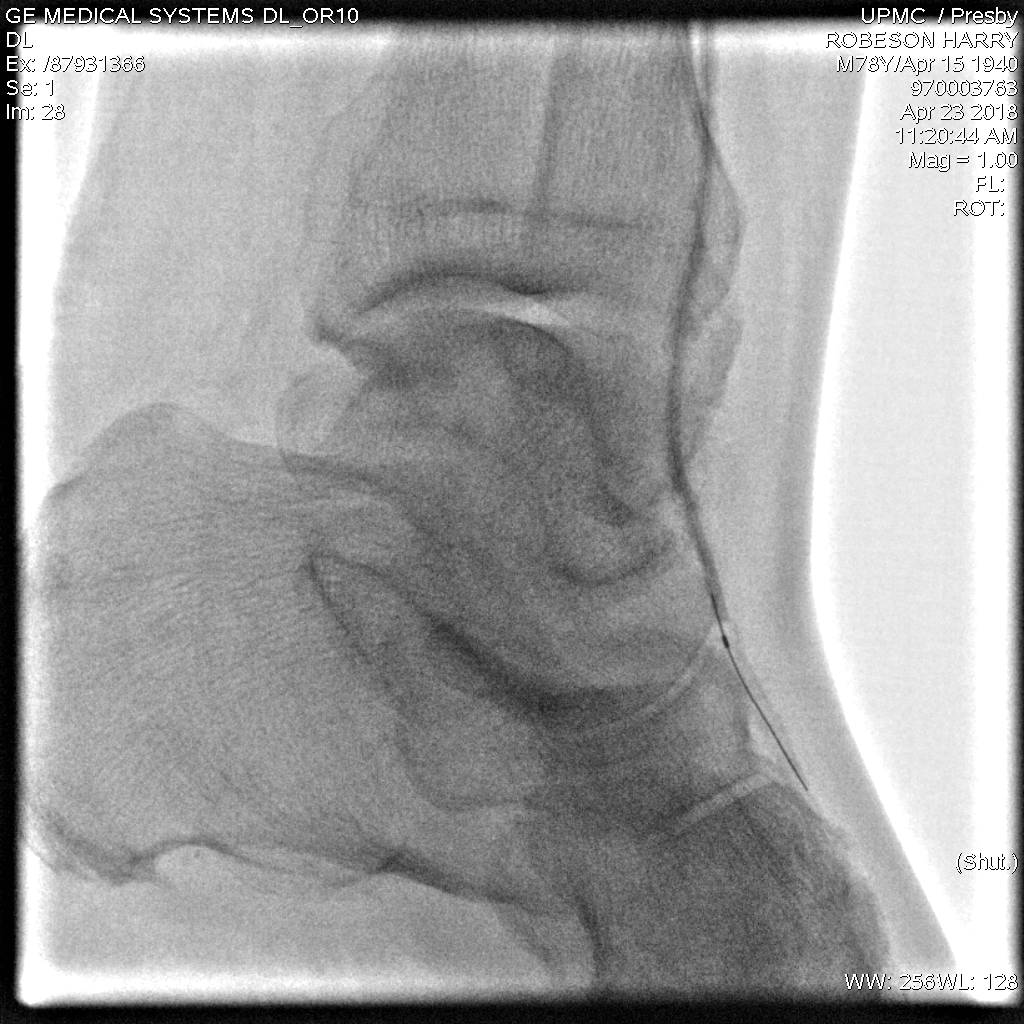 GE MEDICAL SYSTEMS DL_OR10
DL
Ex: /87931366
Se: 1
Im: 28
UPMC / Presby
ROBESON HARRY
M78Y/Apr 15 1940
970003763
Apr 23 2018
11:20:44 AM
Mag = 1.00
FL:
ROT:
(Shut.)
WW: 256WL: 128